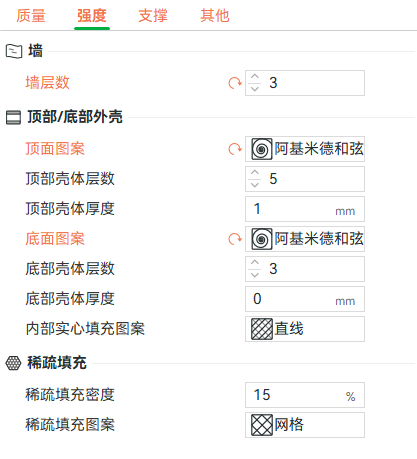 质量 强度 支撑 其他
墙
墙层数 3
顶部/底部外壳
顶面图案 阿基米德和弦
顶部壳体层数 5
顶部壳体厚度 1 mm
底面图案 阿基米德和弦
底部壳体层数 3
底部壳体厚度 0 mm
内部实心填充图案 直线
稀疏填充
稀疏填充密度 15 %
稀疏填充图案 网格